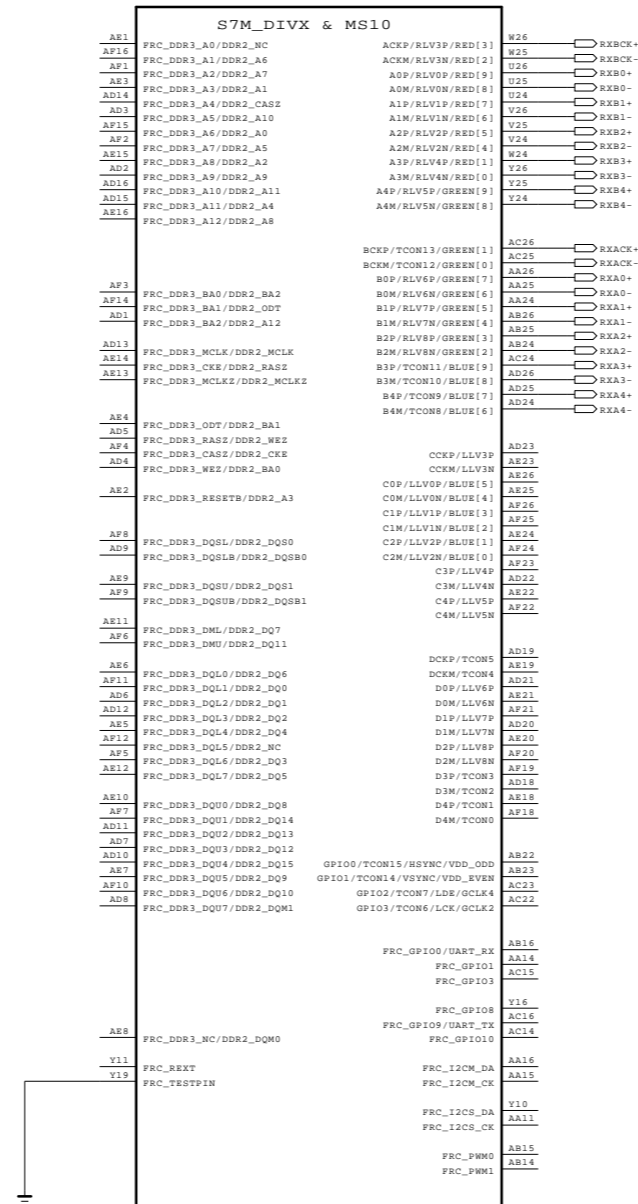 S7M_DIVX & MS10
AE1 FRC_DDR3_A0/DDR2_NC
AF16 FRC_DDR3_A1/DDR2_A6
AF1 FRC_DDR3_A2/DDR2_A7
AE3 FRC_DDR3_A3/DDR2_A1
AD14 FRC_DDR3_A4/DDR2_CASZ
AD3 FRC_DDR3_A5/DDR2_A10
AF15 FRC_DDR3_A6/DDR2_A0
AF2 FRC_DDR3_A7/DDR2_A5
AE15 FRC_DDR3_A8/DDR2_A2
AD2 FRC_DDR3_A9/DDR2_A9
AD16 FRC_DDR3_A10/DDR2_A11
AD15 FRC_DDR3_A11/DDR2_A4
AE16 FRC_DDR3_A12/DDR2_A8
AF3 FRC_DDR3_BA0/DDR2_BA2
AF14 FRC_DDR3_BA1/DDR2_ODT
AD1 FRC_DDR3_BA2/DDR2_A12
AD13 FRC_DDR3_MCLK/DDR2_MCLK
AE14 FRC_DDR3_CKE/DDR2_RASZ
AE13 FRC_DDR3_MCLKZ/DDR2_MCLKZ
AE4 FRC_DDR3_ODT/DDR2_BA1
AD5 FRC_DDR3_RASZ/DDR2_WEZ
AF4 FRC_DDR3_CASZ/DDR2_CKE
AD4 FRC_DDR3_WEZ/DDR2_BA0
AE2 FRC_DDR3_RESETB/DDR2_A3
AF8 FRC_DDR3_DQSL/DDR2_DQS0
AD9 FRC_DDR3_DQSLB/DDR2_DQSB0
AE9 FRC_DDR3_DQSU/DDR2_DQS1
AF9 FRC_DDR3_DQSUB/DDR2_DQSB1
AE11 FRC_DDR3_DML/DDR2_DQ7
AF6 FRC_DDR3_DMU/DDR2_DQ11
AE6 FRC_DDR3_DQL0/DDR2_DQ6
AF11 FRC_DDR3_DQL1/DDR2_DQ0
AD6 FRC_DDR3_DQL2/DDR2_DQ1
AD12 FRC_DDR3_DQL3/DDR2_DQ2
AE5 FRC_DDR3_DQL4/DDR2_DQ4
AF12 FRC_DDR3_DQL5/DDR2_NC
AF5 FRC_DDR3_DQL6/DDR2_DQ3
AE12 FRC_DDR3_DQL7/DDR2_DQ5
AE10 FRC_DDR3_DQU0/DDR2_DQ8
AF7 FRC_DDR3_DQU1/DDR2_DQ14
AD11 FRC_DDR3_DQU2/DDR2_DQ13
AD7 FRC_DDR3_DQU3/DDR2_DQ12
AD10 FRC_DDR3_DQU4/DDR2_DQ15
AE7 FRC_DDR3_DQU5/DDR2_DQ9
AF10 FRC_DDR3_DQU6/DDR2_DQ10
AD8 FRC_DDR3_DQU7/DDR2_DQM1
AE8 FRC_DDR3_NC/DDR2_DQM0
Y11 FRC_REXT
Y19 FRC_TESTPIN
ACKP/RLV3P/RED[3] W26 RXBCK+
ACKM/RLV3N/RED[2] W25 RXBCK-
A0P/RLV0P/RED[9] U26 RXB0+
A0M/RLV0N/RED[8] U25 RXB0-
A1P/RLV1P/RED[7] U24 RXB1+
A1M/RLV1N/RED[6] V26 RXB1-
A2P/RLV2P/RED[5] V25 RXB2+
A2M/RLV2N/RED[4] V24 RXB2-
A3P/RLV4P/RED[1] W24 RXB3+
A3M/RLV4N/RED[0] Y26 RXB3-
A4P/RLV5P/GREEN[9] Y25 RXB4+
A4M/RLV5N/GREEN[8] Y24 RXB4-
BCKP/TCON13/GREEN[1] AC26 RXACK+
BCKM/TCON12/GREEN[0] AC25 RXACK-
B0P/RLV6P/GREEN[7] AA26 RXA0+
B0M/RLV6N/GREEN[6] AA25 RXA0-
B1P/RLV7P/GREEN[5] AA24 RXA1+
B1M/RLV7N/GREEN[4] AB26 RXA1-
B2P/RLV8P/GREEN[3] AB25 RXA2+
B2M/RLV8N/GREEN[2] AB24 RXA2-
B3P/TCON11/BLUE[9] AC24 RXA3+
B3M/TCON10/BLUE[8] AD26 RXA3-
B4P/TCON9/BLUE[7] AD25 RXA4+
B4M/TCON8/BLUE[6] AD24 RXA4-
CCKP/LLV3P AD23
CCKM/LLV3N AE23
C0P/LLV0P/BLUE[5] AE26
C0M/LLV0N/BLUE[4] AE25
C1P/LLV1P/BLUE[3] AF26
C1M/LLV1N/BLUE[2] AF25
C2P/LLV2P/BLUE[1] AE24
C2M/LLV2N/BLUE[0] AF24
C3P/LLV4P AF23
C3M/LLV4N AD22
C4P/LLV5P AE22
C4M/LLV5N AF22
DCKP/TCON5 AD19
DCKM/TCON4 AE19
D0P/LLV6P AD21
D0M/LLV6N AE21
D1P/LLV7P AF21
D1M/LLV7N AD20
D2P/LLV8P AE20
D2M/LLV8N AF20
D3P/TCON3 AF19
D3M/TCON2 AD18
D4P/TCON1 AE18
D4M/TCON0 AF18
GPIO0/TCON15/HSYNC/VDD_ODD AB22
GPIO1/TCON14/VSYNC/VDD_EVEN AB23
GPIO2/TCON7/LDE/GCLK4 AC23
GPIO3/TCON6/LCK/GCLK2 AC22
FRC_GPIO0/UART_RX AB16
FRC_GPIO1 AA14
FRC_GPIO3 AC15
FRC_GPIO8 Y16
FRC_GPIO9/UART_TX AC16
FRC_GPIO10 AC14
FRC_I2CM_DA AA16
FRC_I2CM_CK AA15
FRC_I2CS_DA Y10
FRC_I2CS_CK AA11
FRC_PWM0 AB15
FRC_PWM1 AB14